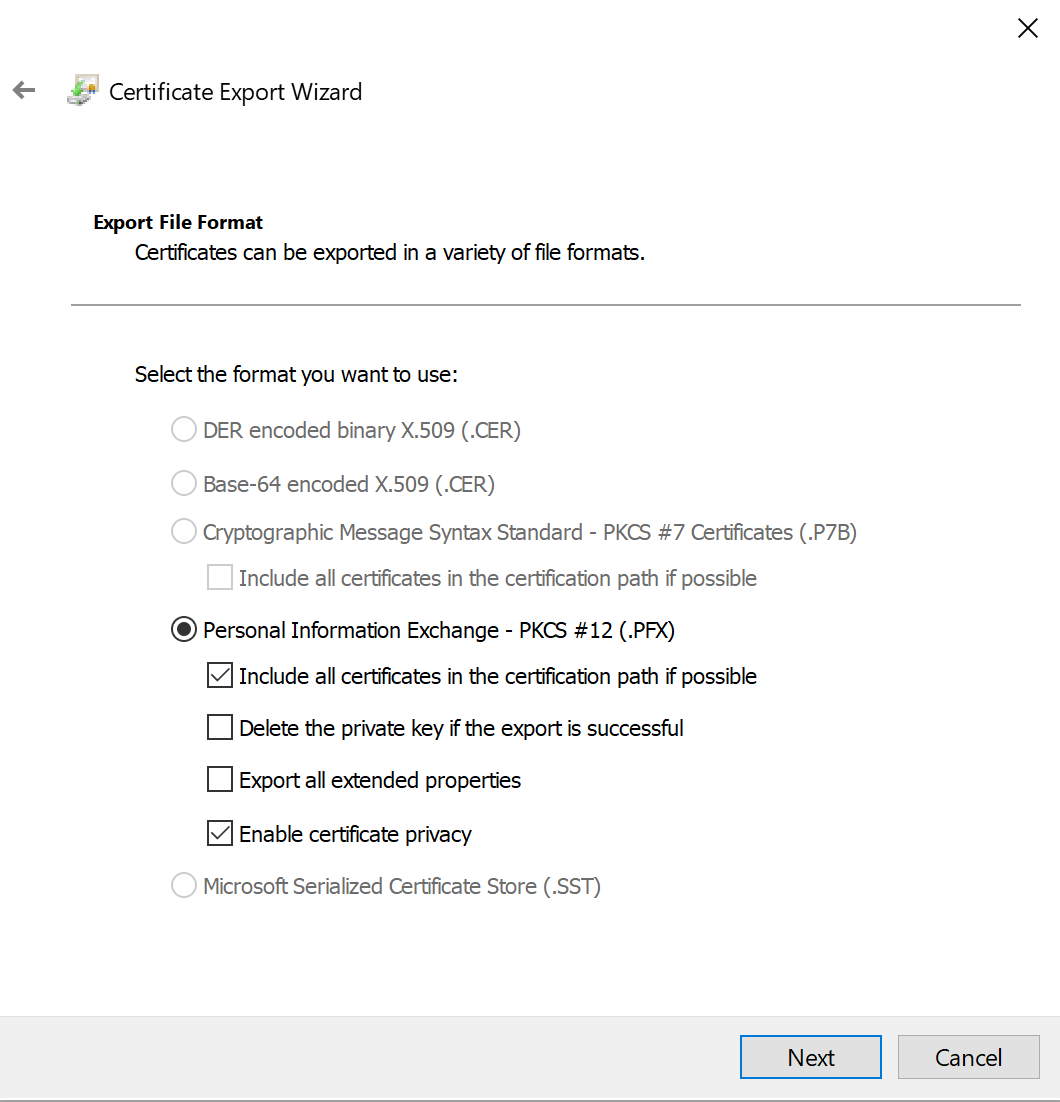 Certificate Export Wizard
Export File Format
Certificates can be exported in a variety of file formats.
Select the format you want to use:
DER encoded binary X.509 (.CER)
Base-64 encoded X.509 (.CER)
Cryptographic Message Syntax Standard - PKCS #7 Certificates (.P7B)
Include all certificates in the certification path if possible
Personal Information Exchange - PKCS #12 (.PFX)
Include all certificates in the certification path if possible
Delete the private key if the export is successful
Export all extended properties
Enable certificate privacy
Microsoft Serialized Certificate Store (.SST)
Next
Cancel